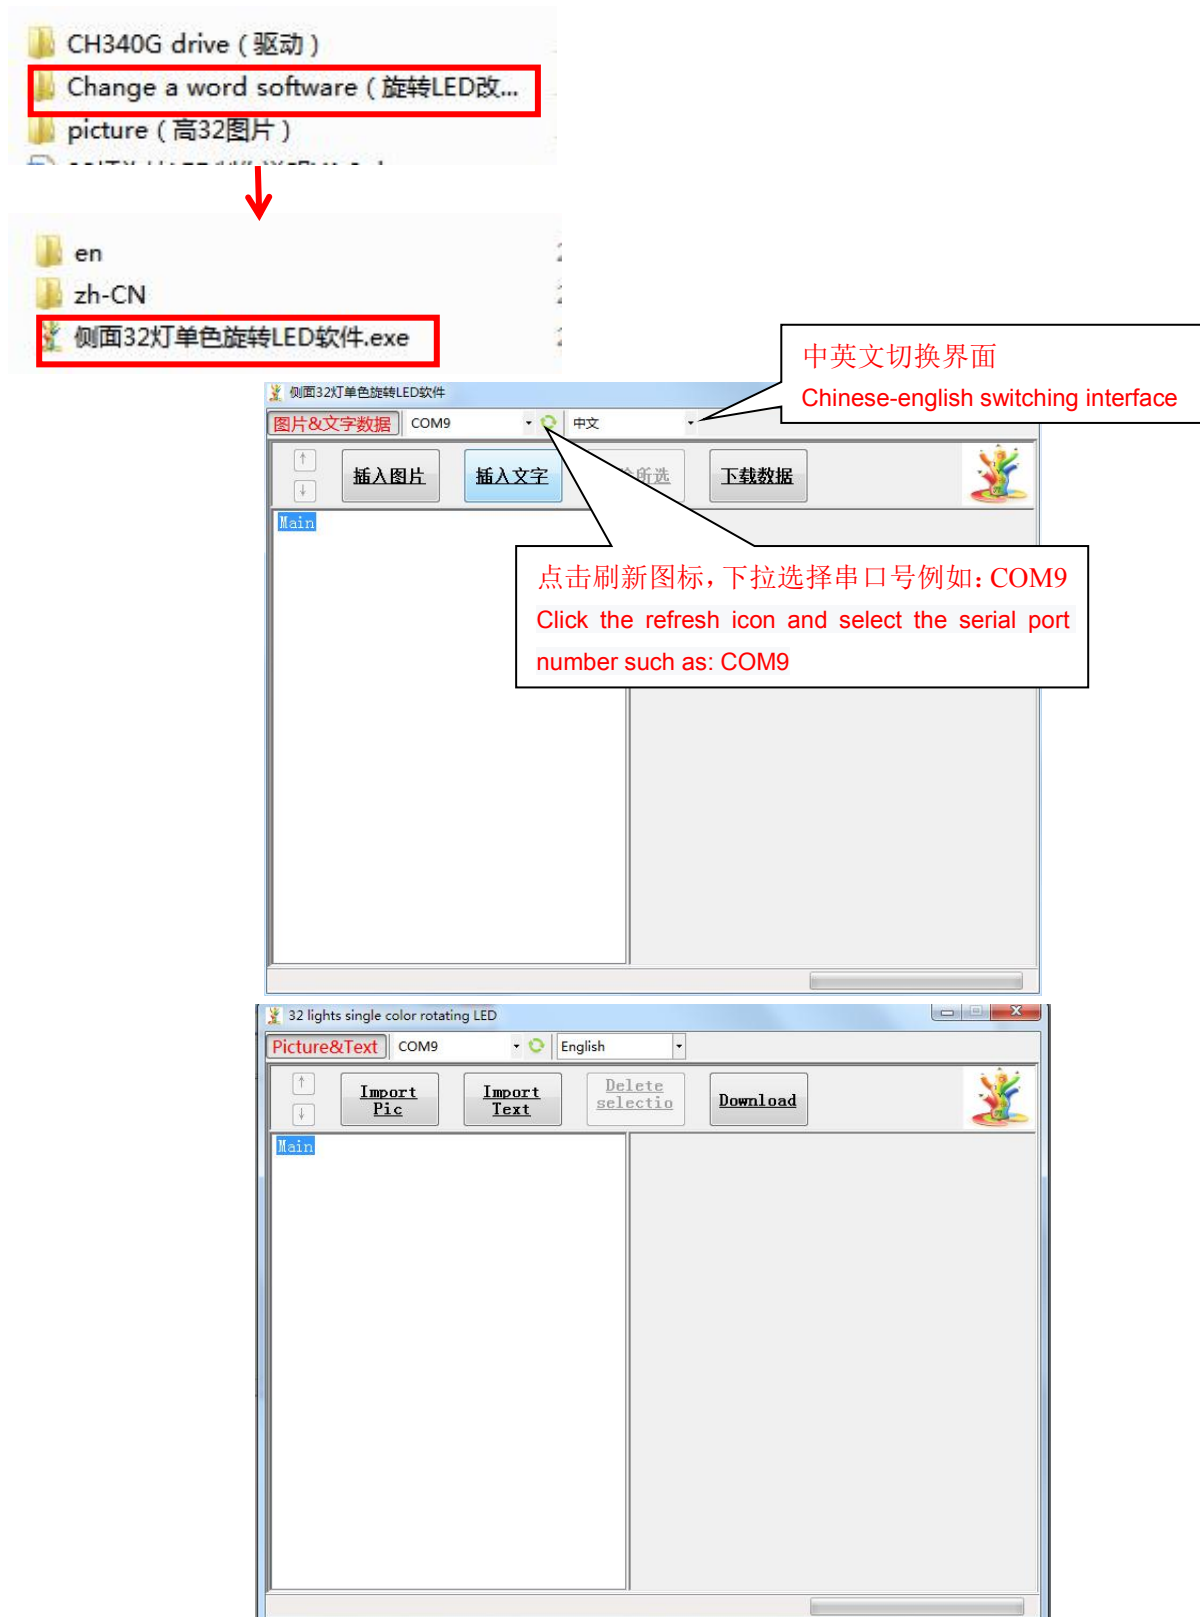 CH340G drive ( 驱动 )
Change a word software ( 旋转LED改...
picture ( 高32图片 )
en
zh-CN
侧面32灯单色旋转LED软件.exe
中英文切换界面
Chinese-english switching interface
侧面32灯单色旋转LED软件
图片&文字数据 COM9 中文
插入图片 插入文字 所选 下载数据
Main
点击刷新图标，下拉选择串口号例如：COM9
Click the refresh icon and select the serial port
number such as: COM9
32 lights single color rotating LED
Picture&Text COM9 English
Import Pic Import Text Delete selectio Download
Main